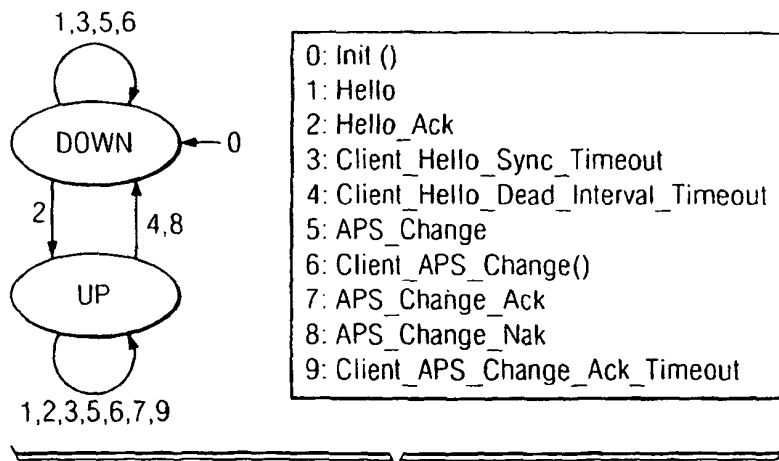 1,3,5,6
DOWN
0
2
4,8
UP
1,2,3,5,6,7,9
0: Init ()
1: Hello
2: Hello_Ack
3: Client_Hello_Sync_Timeout
4: Client_Hello_Dead_Interval_Timeout
5: APS_Change
6: Client_APS_Change()
7: APS_Change_Ack
8: APS_Change_Nak
9: Client_APS_Change_Ack_Timeout